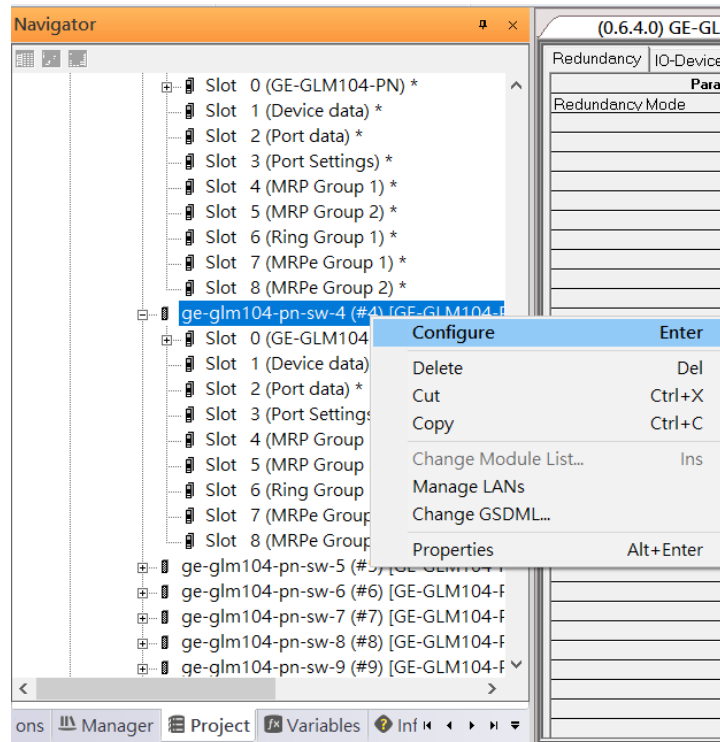 Navigator
(0.6.4.0) GE-GL
Redundancy IO-Device
Para
Redundancy Mode
Slot 0 (GE-GLM104-PN) *
Slot 1 (Device data) *
Slot 2 (Port data) *
Slot 3 (Port Settings) *
Slot 4 (MRP Group 1) *
Slot 5 (MRP Group 2) *
Slot 6 (Ring Group 1) *
Slot 7 (MRPe Group 1) *
Slot 8 (MRPe Group 2) *
ge-glm104-pn-sw-4 (#4) [GE-GLM104-F
Slot 0 (GE-GLM104
Slot 1 (Device data)
Slot 2 (Port data) *
Slot 3 (Port Settings
Slot 4 (MRP Group
Slot 5 (MRP Group
Slot 6 (Ring Group
Slot 7 (MRPe Group
Slot 8 (MRPe Group
Configure Enter
Delete Del
Cut Ctrl+X
Copy Ctrl+C
Change Module List... Ins
Manage LANs
Change GSDML...
Properties Alt+Enter
ge-glm104-pn-sw-5 (#5) [GE-GLM104-F
ge-glm104-pn-sw-6 (#6) [GE-GLM104-F
ge-glm104-pn-sw-7 (#7) [GE-GLM104-F
ge-glm104-pn-sw-8 (#8) [GE-GLM104-F
ge-glm104-pn-sw-9 (#9) [GE-GLM104-F
ons Manager Project Variables Inf